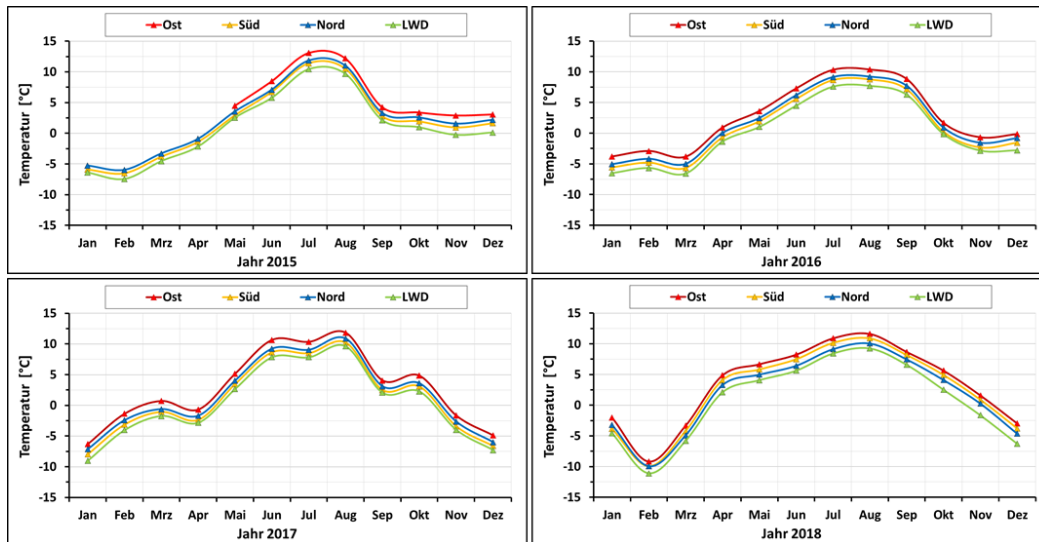 Ost Süd Nord LWD
15
10
5
0
-5
-10
-15
Temperatur [°C]
Jan Feb Mrz Apr Mai Jun Jul Aug Sep Okt Nov Dez
Jahr 2015
Ost Süd Nord LWD
15
10
5
0
-5
-10
-15
Temperatur [°C]
Jan Feb Mrz Apr Mai Jun Jul Aug Sep Okt Nov Dez
Jahr 2016
Ost Süd Nord LWD
15
10
5
0
-5
-10
-15
Temperatur [°C]
Jan Feb Mrz Apr Mai Jun Jul Aug Sep Okt Nov Dez
Jahr 2017
Ost Süd Nord LWD
15
10
5
0
-5
-10
-15
Temperatur [°C]
Jan Feb Mrz Apr Mai Jun Jul Aug Sep Okt Nov Dez
Jahr 2018